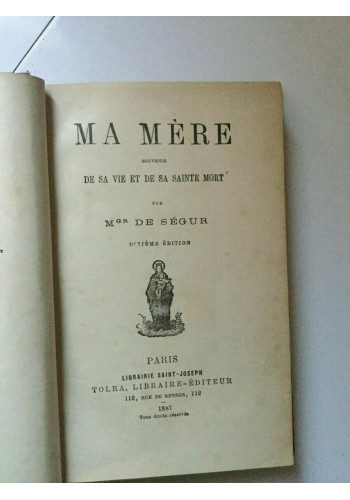 MA MÈRE
SOUVENIR
DE SA VIE ET DE SA SAINTE MORT
PAR
MGR DE SÉGUR
ÉDITION
PARIS
LIBRAIRIE SAINT-JOSEPH
TOLRA, LIBRAIRE-ÉDITEUR
112, RUE DE RENNES, 112
1887
Tous droits réservés